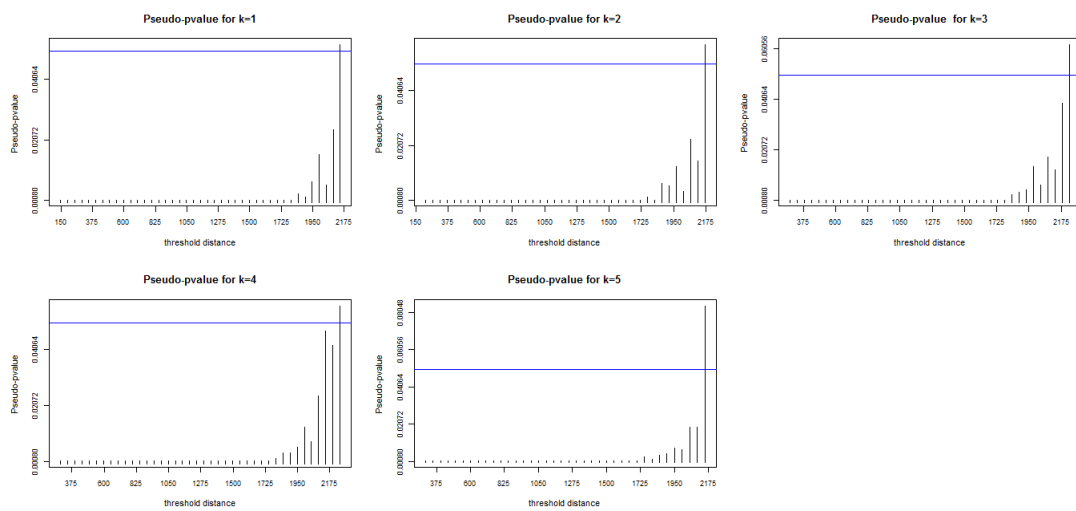 Pseudo-pvalue for k=1
Pseudo-pvalue
0.00000 0.02072 0.04064
150 375 600 825 1050 1275 1500 1725 1950 2175
threshold distance
Pseudo-pvalue for k=2
Pseudo-pvalue
0.00000 0.02072 0.04064
150 375 600 825 1050 1275 1500 1725 1950 2175
threshold distance
Pseudo-pvalue for k=3
Pseudo-pvalue
0.00000 0.02072 0.04064 0.06056
375 600 825 1050 1275 1500 1725 1950 2175
threshold distance
Pseudo-pvalue for k=4
Pseudo-pvalue
0.00000 0.02072 0.04064
375 600 825 1050 1275 1500 1725 1950 2175
threshold distance
Pseudo-pvalue for k=5
Pseudo-pvalue
0.00000 0.02072 0.04064 0.06056 0.08048
375 600 825 1050 1275 1500 1725 1950 2175
threshold distance